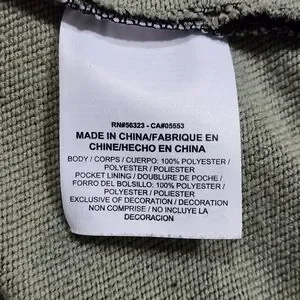 RN#56323 - CA#05553
MADE IN CHINA/FABRIQUE EN
CHINE/HECHO EN CHINA
BODY / CORPS / CUERPO: 100% POLYESTER /
POLYESTER / POLIESTER
POCKET LINING / DOUBLURE DE POCHE /
FORRO DEL BOLSILLO: 100% POLYESTER /
POLYESTER / POLIESTER
EXCLUSIVE OF DECORATION / DECORATION
NON COMPRISE / NO INCLUYE LA
DECORACION